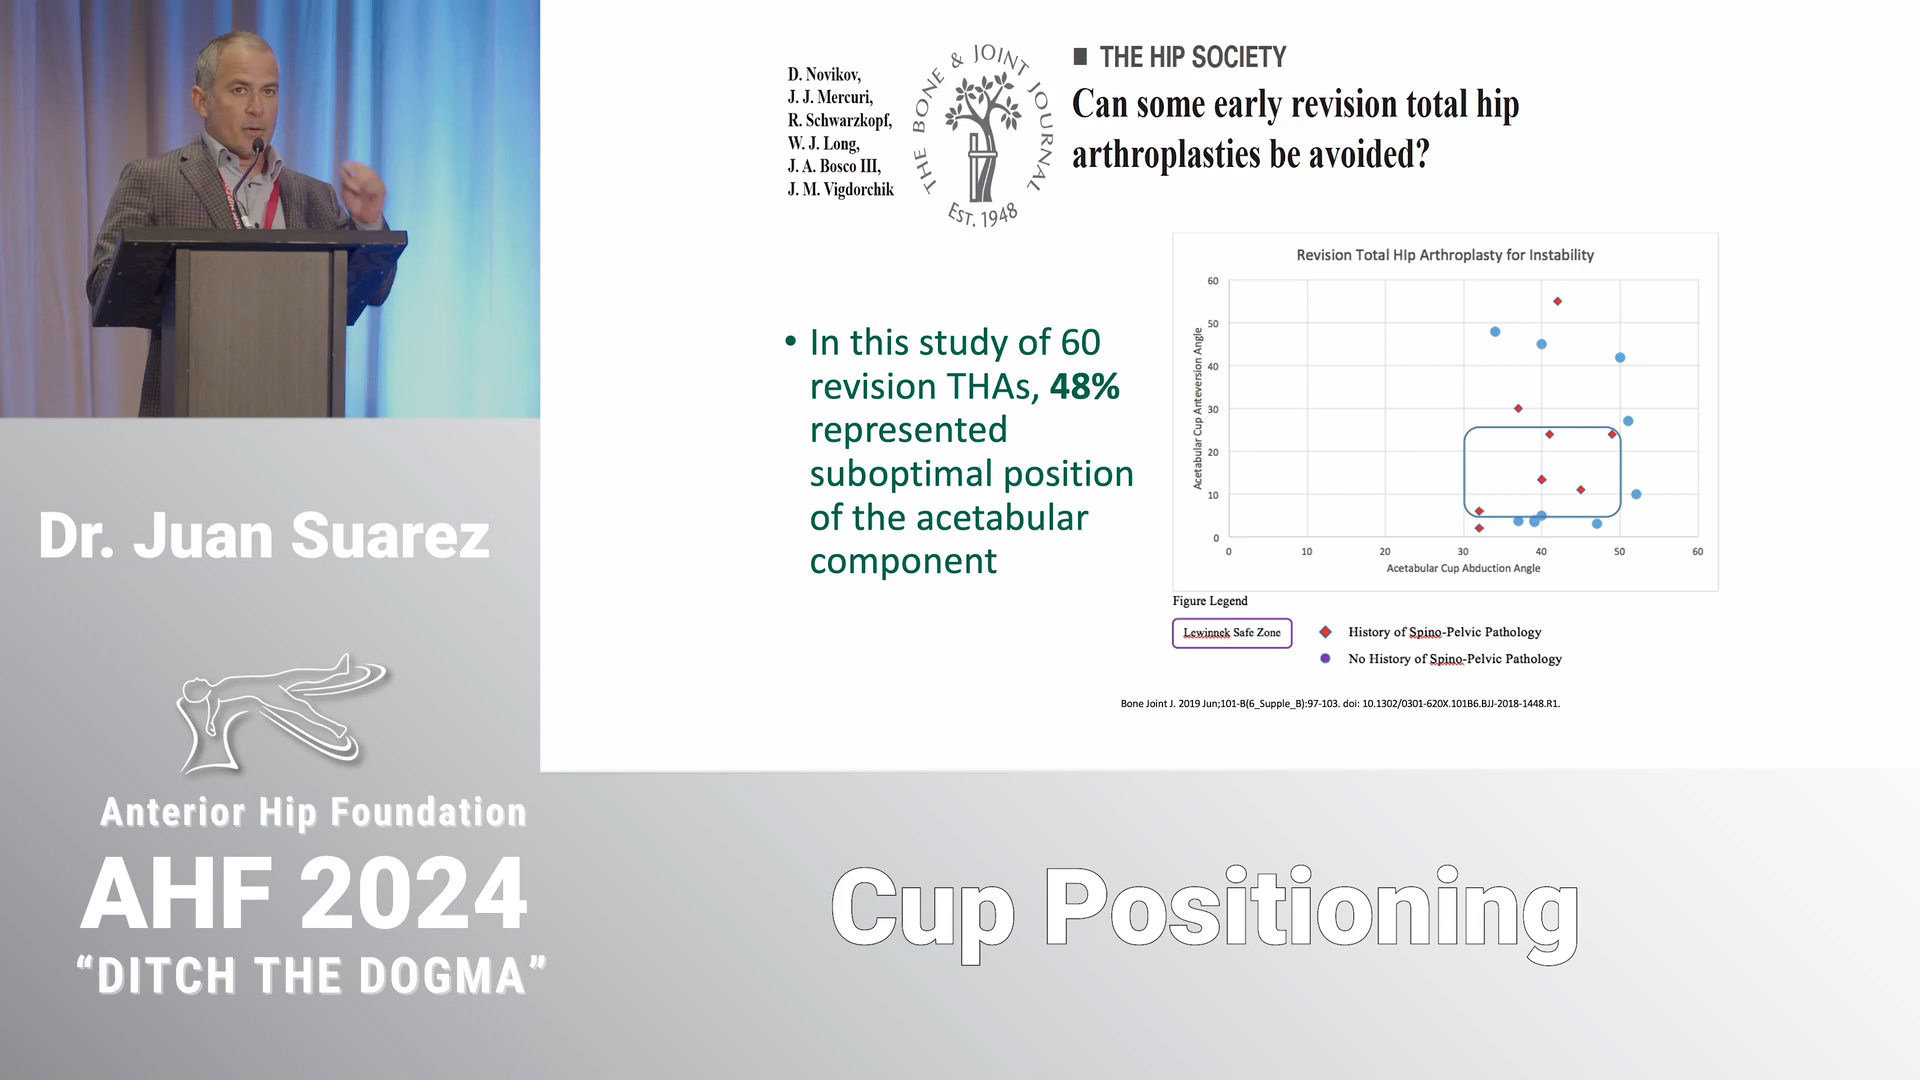 D. Novikov,
J. J. Mercuri,
R. Schwarzkopf,
W. J. Long,
J. A. Bosco III,
J. M. Vigdorchik
THE BONE & JOINT JOURNAL
EST. 1948
■ THE HIP SOCIETY
Can some early revision total hip
arthroplasties be avoided?
• In this study of 60
revision THAs, 48%
represented
suboptimal position
of the acetabular
component
Revision Total HIp Arthroplasty for Instability
Acetabular Cup Anteversion Angle
60
50
40
30
20
10
0
0 10 20 30 40 50 60
Acetabular Cup Abduction Angle
Figure Legend
Lewinnek Safe Zone
History of Spino-Pelvic Pathology
No History of Spino-Pelvic Pathology
Bone Joint J. 2019 Jun;101-B(6_Supple_B):97-103. doi: 10.1302/0301-620X.101B6.BJJ-2018-1448.R1.
Dr. Juan Suarez
Anterior Hip Foundation
AHF 2024
“DITCH THE DOGMA”
Cup Positioning